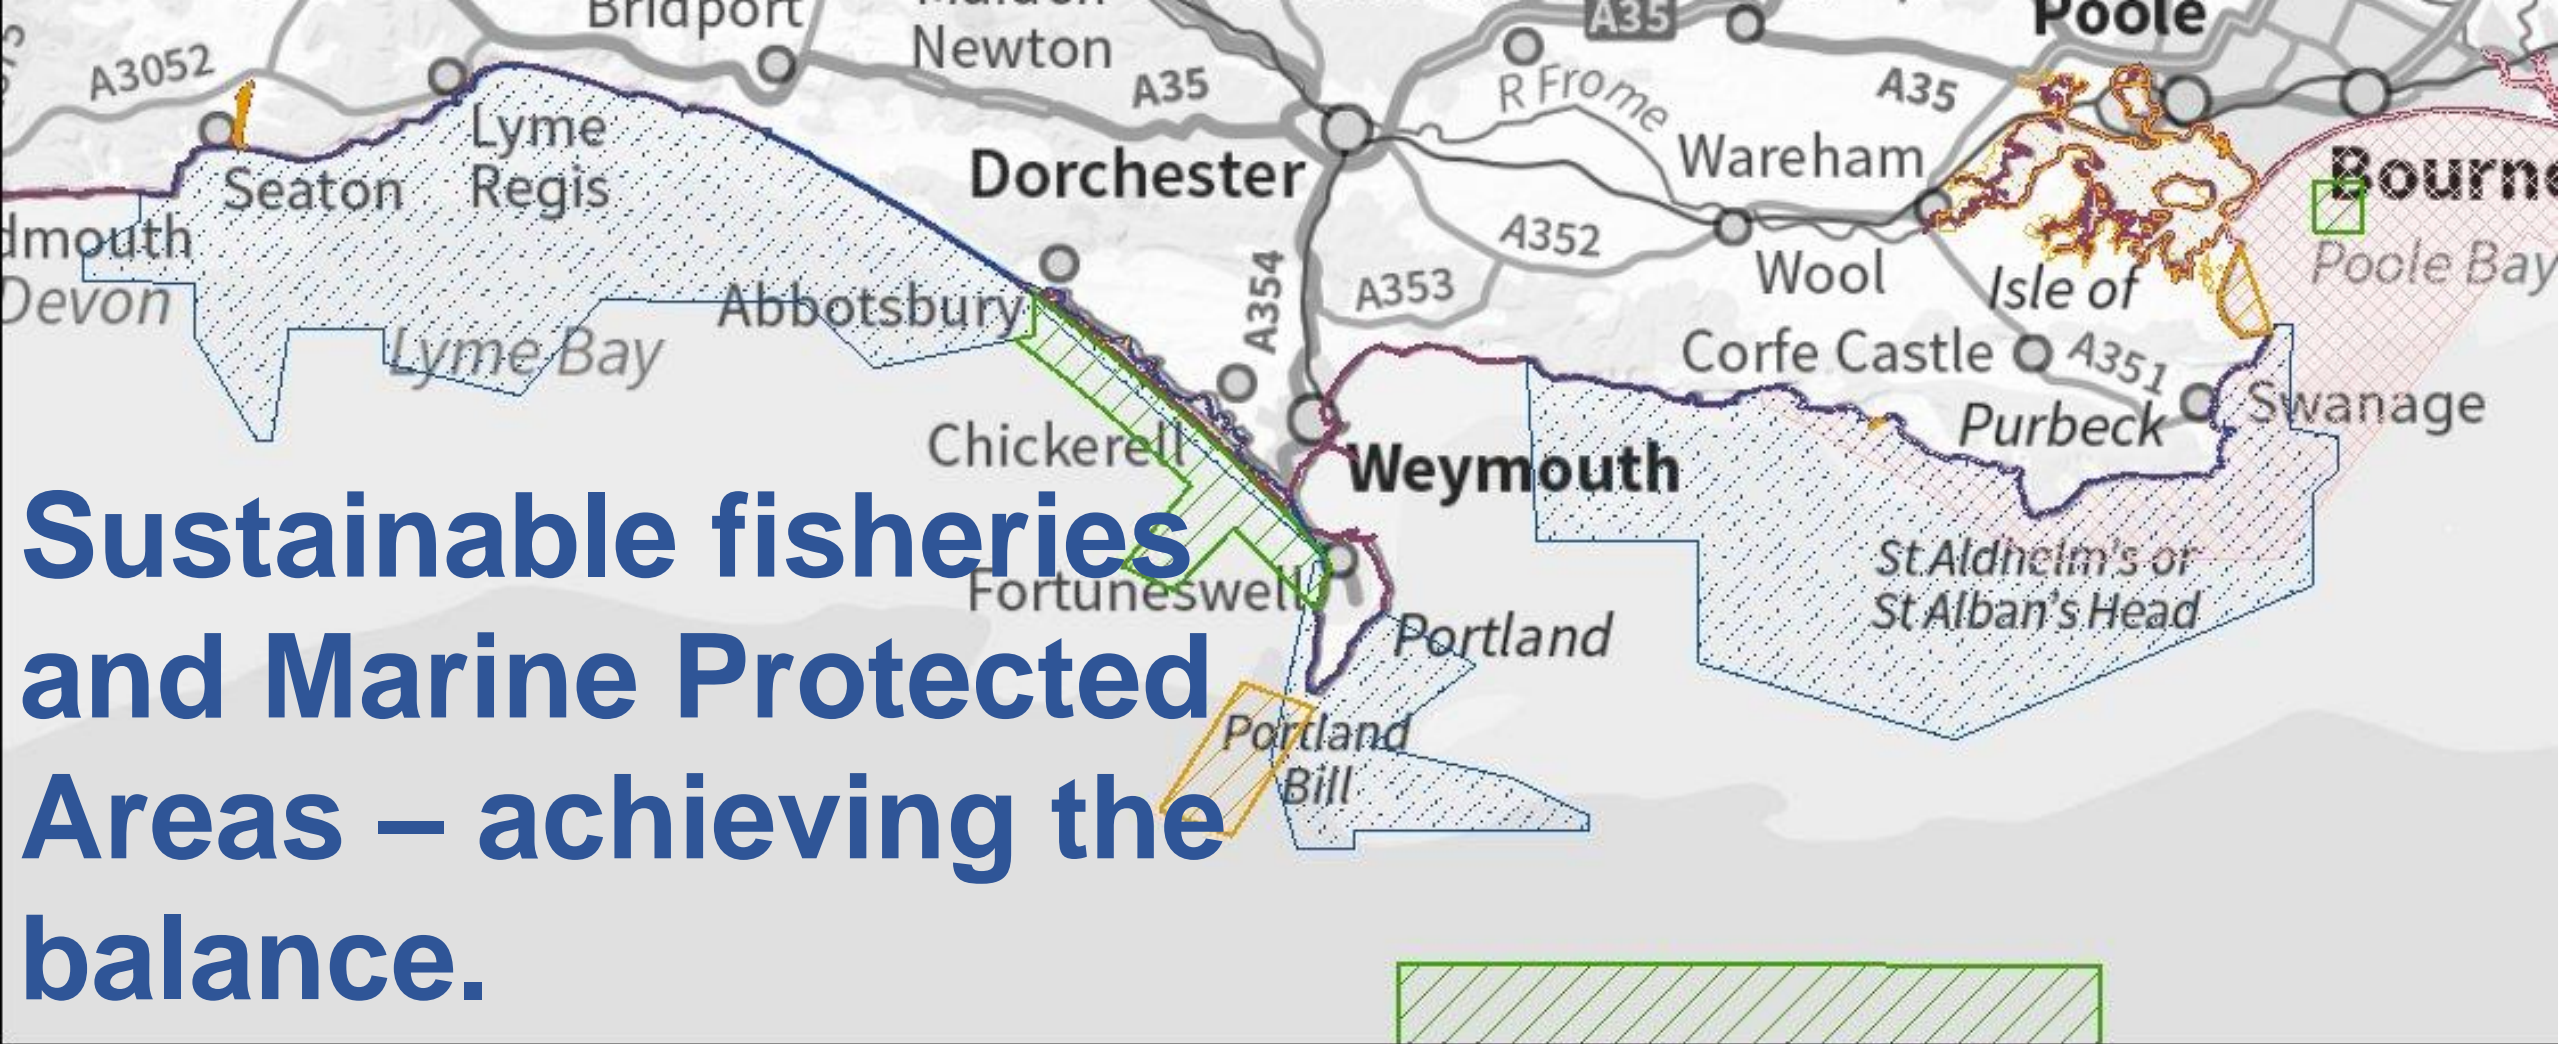 Bridport
Newton
A35
Poole
A3052
A35
R Frome
A35
Lyme
Regis
Seaton
Dorchester
Wareham
Bourne
dmouth
Devon
Abbotsbury
A354
A353
A352
Wool
Isle of
Poole Bay
Lyme Bay
Corfe Castle
A351
Swanage
Chickerell
Purbeck
Weymouth
Fortuneswell
St Aldhelm's or
St Alban's Head
Portland
Portland
Bill
Sustainable fisheries
and Marine Protected
Areas – achieving the
balance.